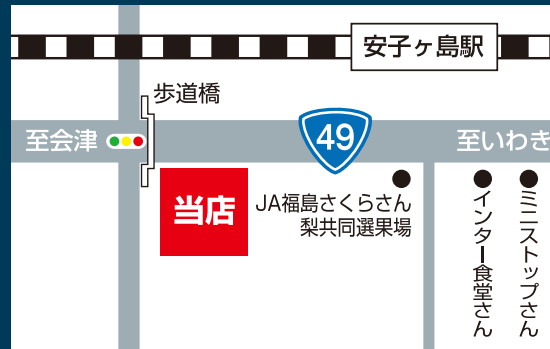 安子ヶ島駅
歩道橋
至会津
49
至いわき
当店
JA福島さくらさん
梨共同選果場
インター食堂さん
ミニストップさん